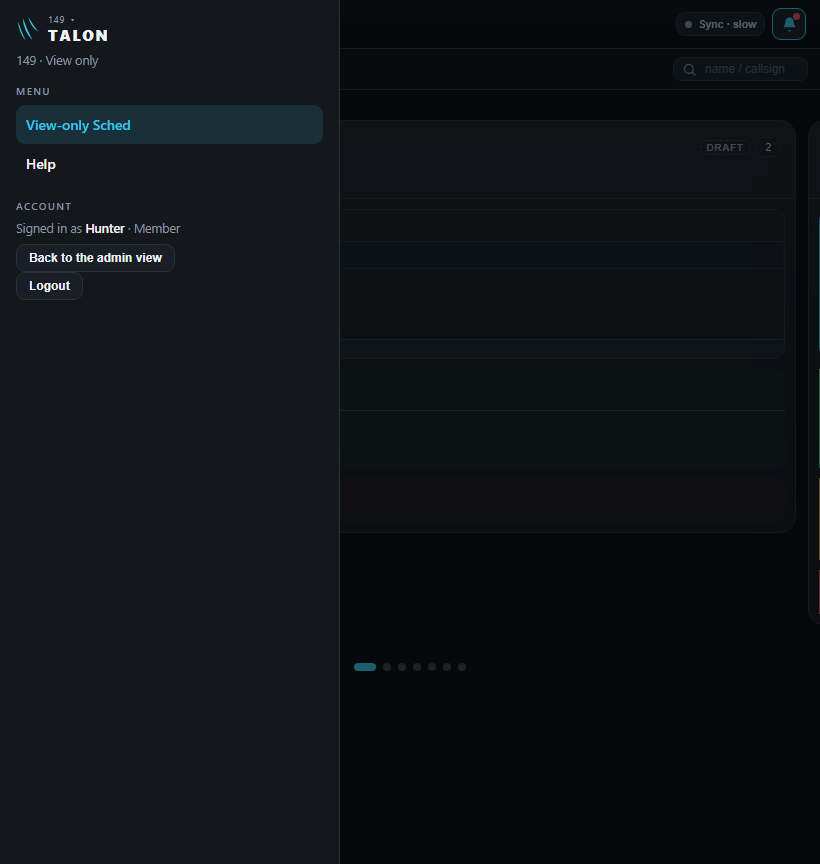 149
TALON
149 · View only
MENU
View-only Sched
Help
ACCOUNT
Signed in as Hunter · Member
Back to the admin view
Logout
Sync · slow
name / callsign
DRAFT 2